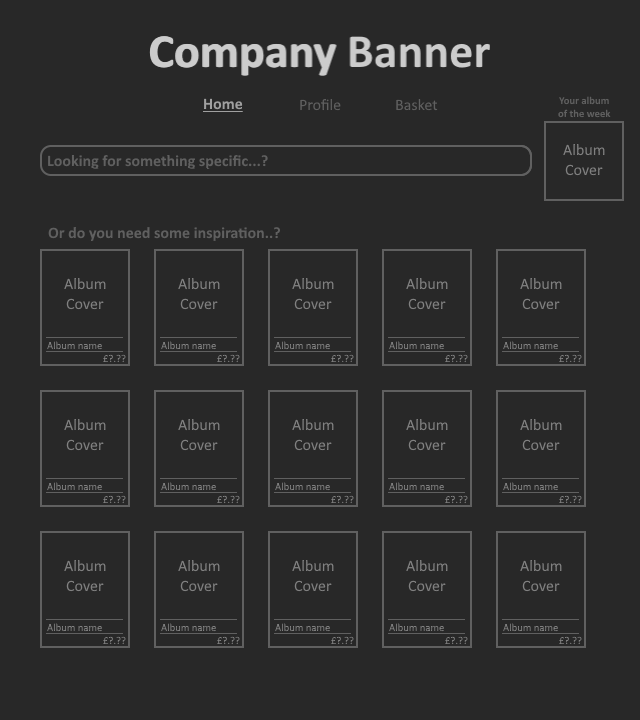 Company Banner
Home Profile Basket
Your album
of the week
Album
Cover
Looking for something specific...?
Or do you need some inspiration..?
Album Album Album Album Album
Cover Cover Cover Cover Cover
Album name Album name Album name Album name Album name
£?.?? £?.?? £?.?? £?.?? £?.??
Album Album Album Album Album
Cover Cover Cover Cover Cover
Album name Album name Album name Album name Album name
£?.?? £?.?? £?.?? £?.?? £?.??
Album Album Album Album Album
Cover Cover Cover Cover Cover
Album name Album name Album name Album name Album name
£?.?? £?.?? £?.?? £?.?? £?.??